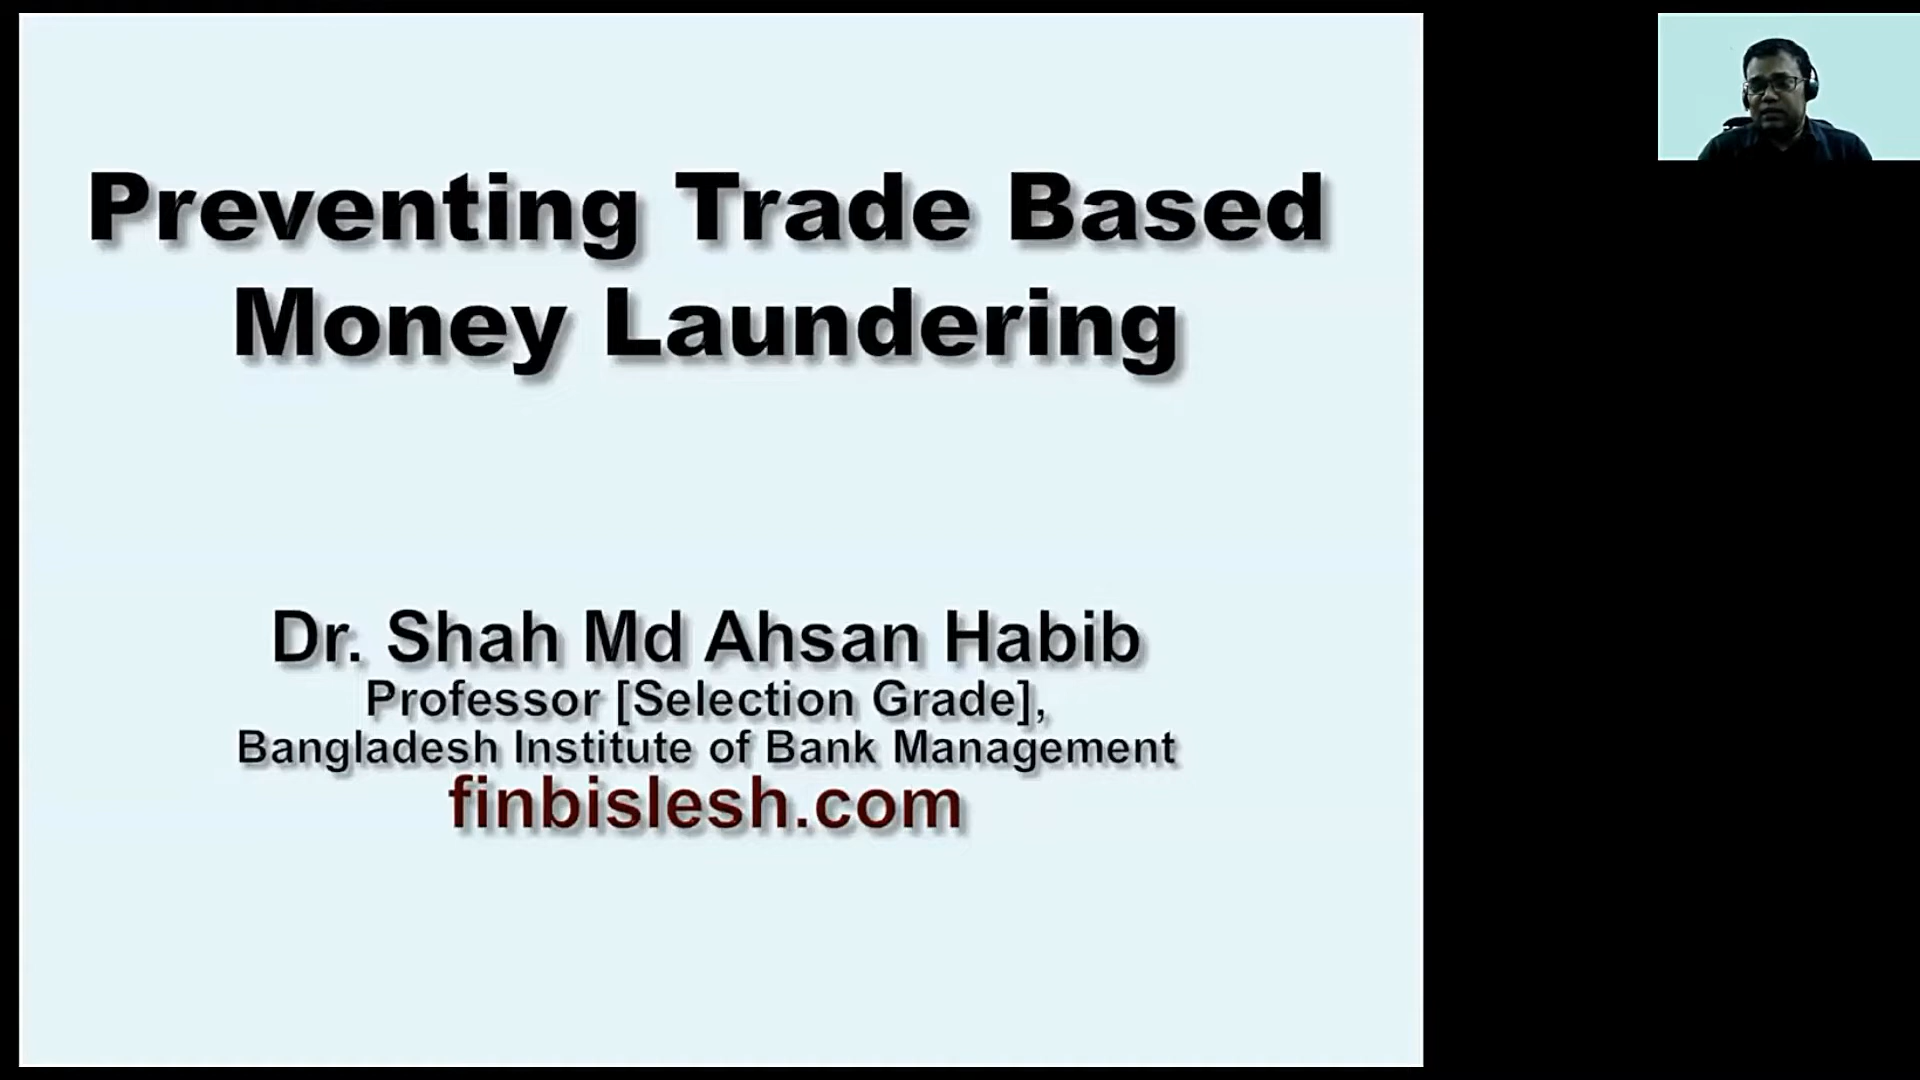 Preventing Trade Based
Money Laundering
Dr. Shah Md Ahsan Habib
Professor [Selection Grade],
Bangladesh Institute of Bank Management
finbislesh.com